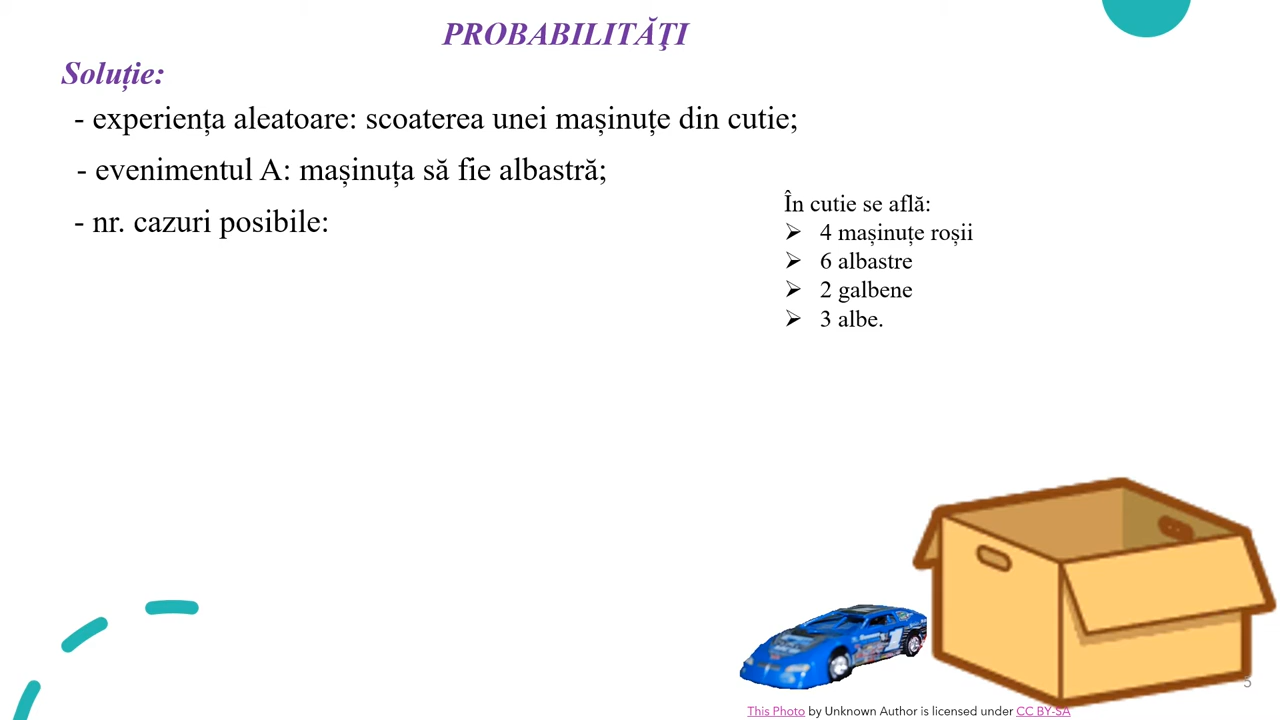 PROBABILITĂŢI
Soluție:
- experiența aleatoare: scoaterea unei mașinuțe din cutie;
- evenimentul A: mașinuța să fie albastră;
- nr. cazuri posibile:
În cutie se află:
➢ 4 mașinuțe roșii
➢ 6 albastre
➢ 2 galbene
➢ 3 albe.
5
This Photo by Unknown Author is licensed under CC BY-SA